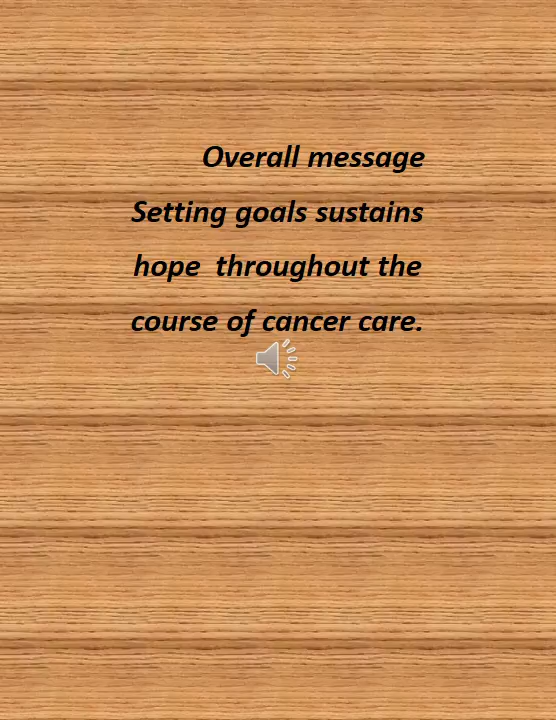 Overall message
Setting goals sustains
hope throughout the
course of cancer care.